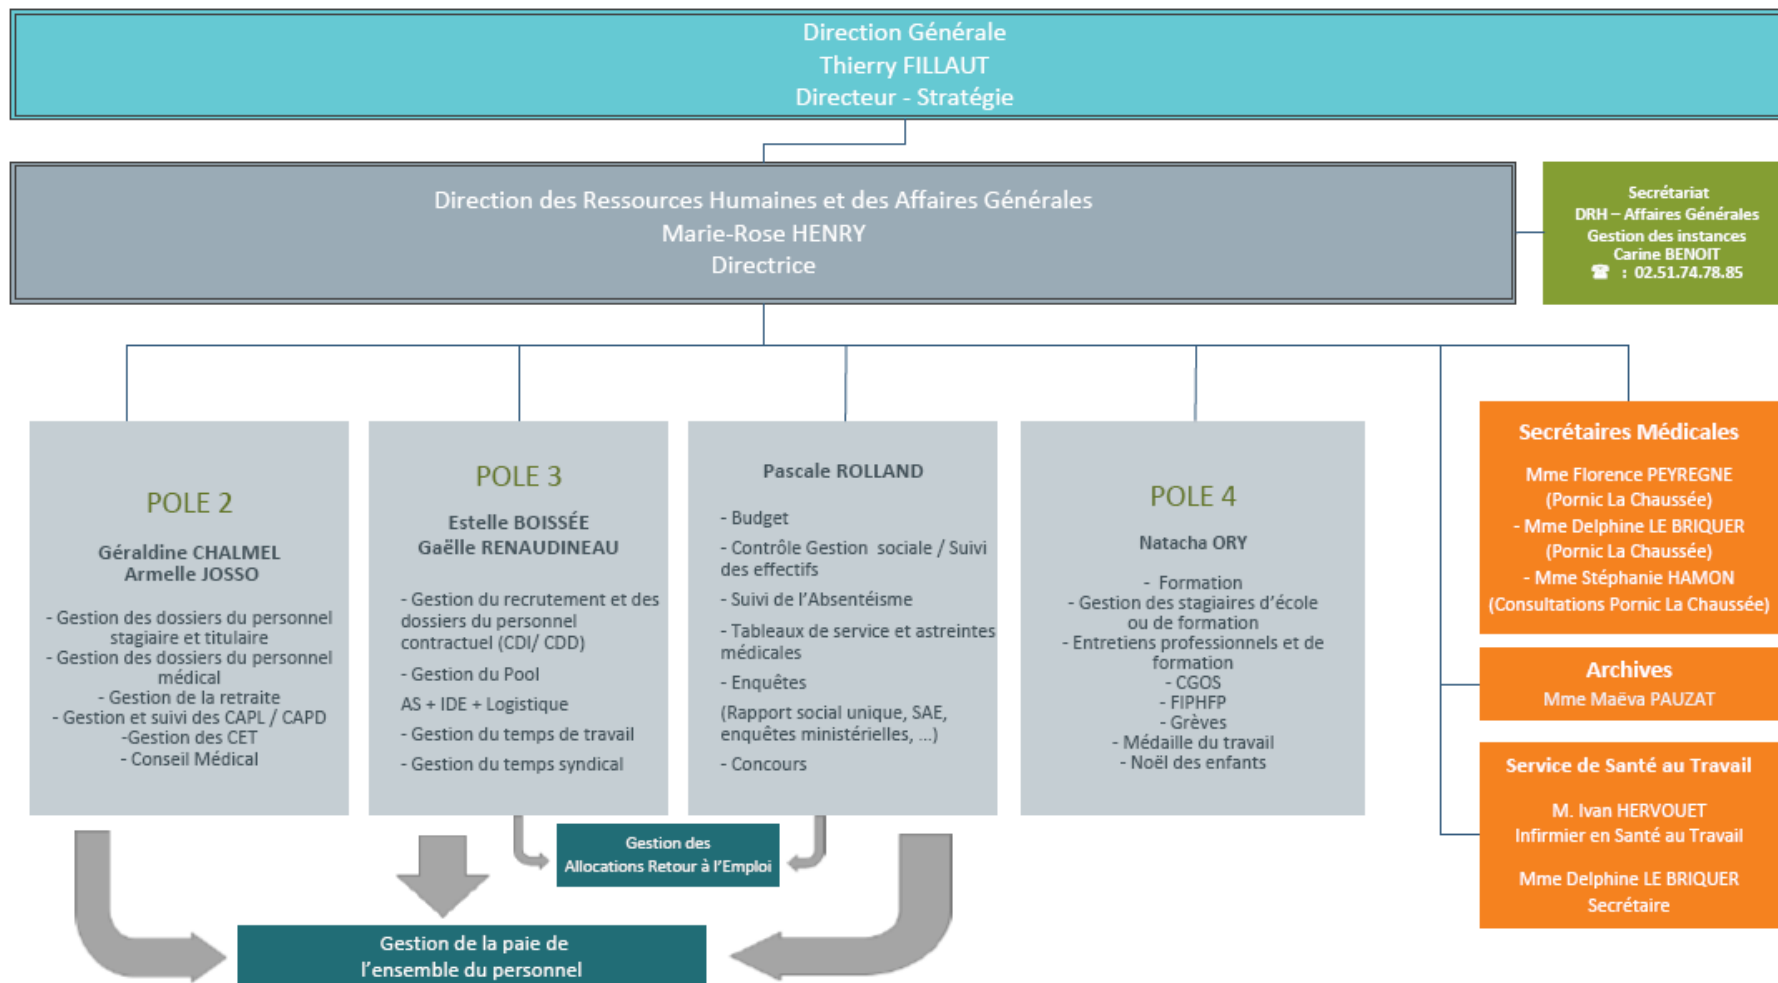 Direction Générale
Thierry FILLAUT
Directeur - Stratégie
Direction des Ressources Humaines et des Affaires Générales
Marie-Rose HENRY
Directrice
Secrétariat
DRH – Affaires Générales
Gestion des instances
Carine BENOIT
☎ : 02.51.74.78.85
POLE 2
Géraldine CHALMEL
Armelle JOSSO
- Gestion des dossiers du personnel
stagiaire et titulaire
- Gestion des dossiers du personnel
médical
- Gestion de la retraite
- Gestion et suivi des CAPL / CAPD
-Gestion des CET
- Conseil Médical
POLE 3
Estelle BOISSÉE
Gaëlle RENAUDINEAU
- Gestion du recrutement et des
dossiers du personnel
contractuel (CDI/ CDD)
- Gestion du Pool
AS + IDE + Logistique
- Gestion du temps de travail
- Gestion du temps syndical
Pascale ROLLAND
- Budget
- Contrôle Gestion sociale / Suivi
des effectifs
- Suivi de l'Absentéisme
- Tableaux de service et astreintes
médicales
- Enquêtes
(Rapport social unique, SAE,
enquêtes ministérielles, ...)
- Concours
POLE 4
Natacha ORY
- Formation
- Gestion des stagiaires d'école
ou de formation
- Entretiens professionnels et de
formation
- CGOS
- FIPHFP
- Grèves
- Médaille du travail
- Noël des enfants
Secrétaires Médicales
Mme Florence PEYREGNE
(Pornic La Chaussée)
- Mme Delphine LE BRIQUER
(Pornic La Chaussée)
- Mme Stéphanie HAMON
(Consultations Pornic La Chaussée)
Archives
Mme Maëva PAUZAT
Service de Santé au Travail
M. Ivan HERVOUET
Infirmier en Santé au Travail
Mme Delphine LE BRIQUER
Secrétaire
Gestion des
Allocations Retour à l'Emploi
Gestion de la paie de
l'ensemble du personnel